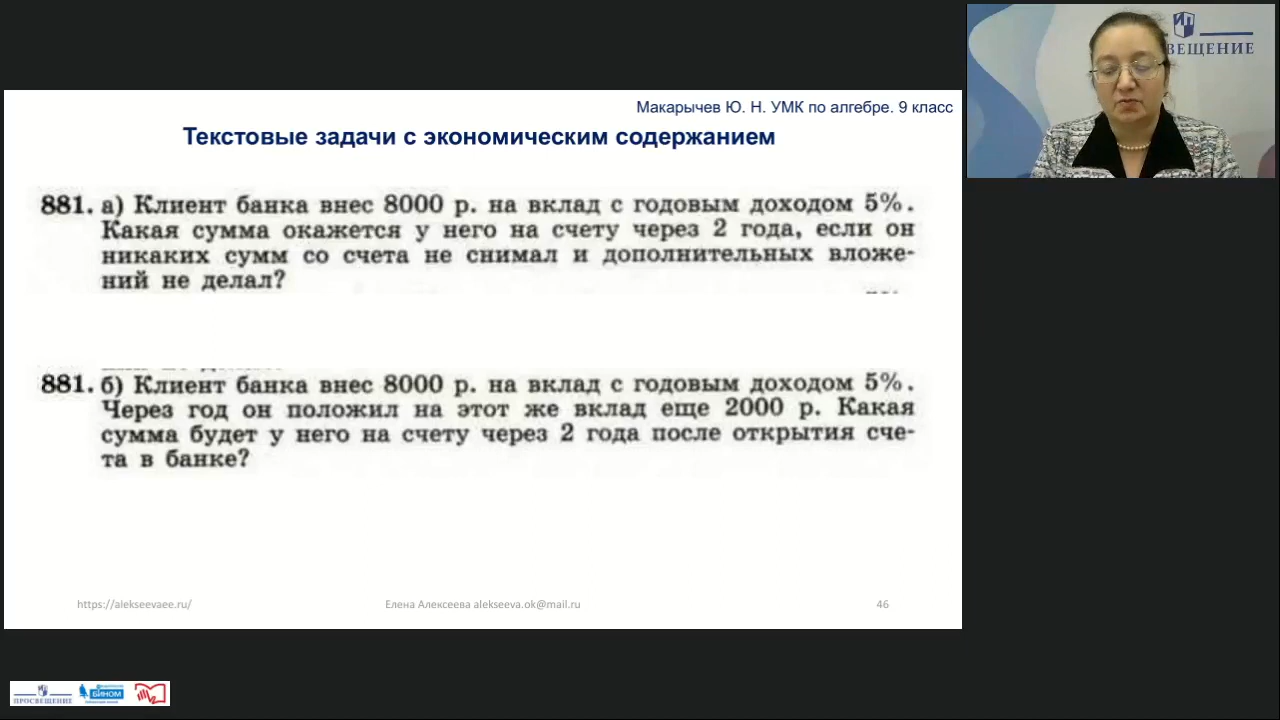 ВЕЩЕНИЕ
Макарычев Ю. Н. УМК по алгебре. 9 класс
Текстовые задачи с экономическим содержанием
881. а) Клиент банка внес 8000 р. на вклад с годовым доходом 5%.
Какая сумма окажется у него на счету через 2 года, если он
никаких сумм со счета не снимал и дополнительных вложе-
ний не делал?
881. б) Клиент банка внес 8000 р. на вклад с годовым доходом 5%.
Через год он положил на этот же вклад еще 2000 р. Какая
сумма будет у него на счету через 2 года после открытия сче-
та в банке?
https://alekseevaee.ru/
Елена Алексеева alekseeva.ok@mail.ru
46
ПРОСВЕЩЕНИЕ
БИНОМ